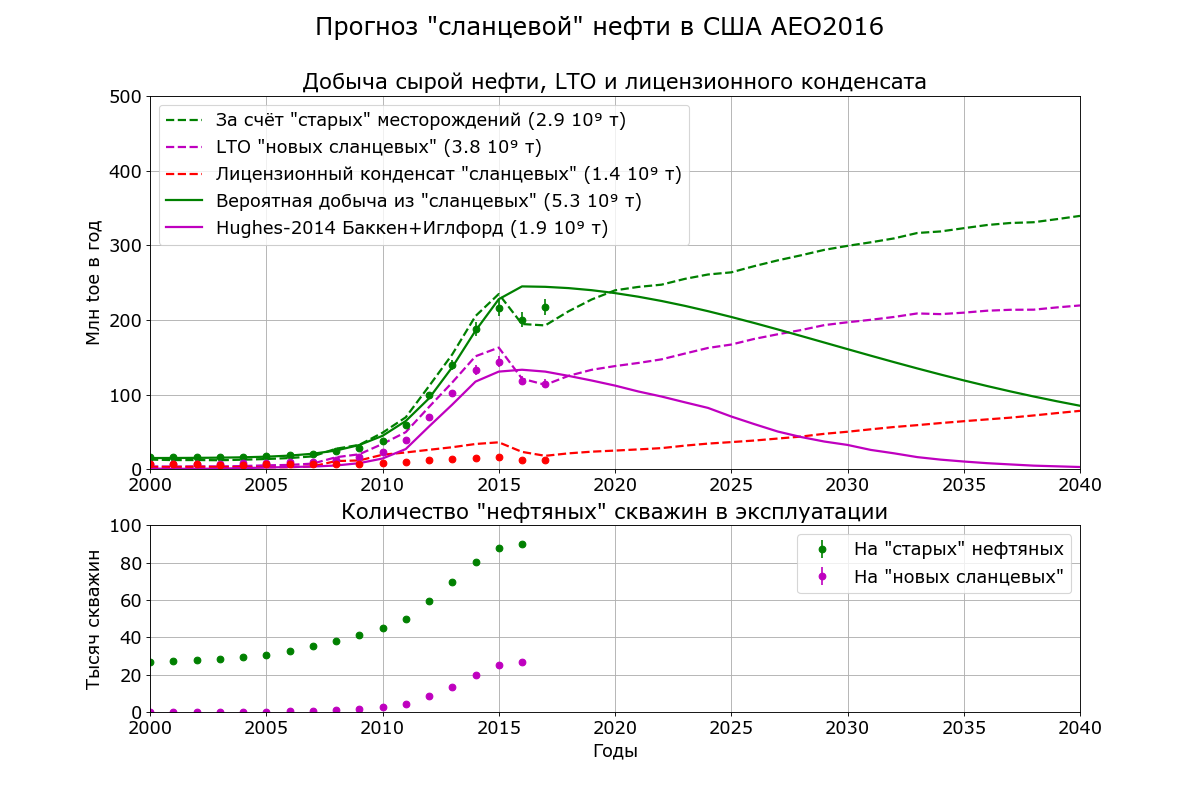 Прогноз "сланцевой" нефти в США AEO2016
Добыча сырой нефти, LTO и лицензионного конденсата
500
400
300
200
100
0
Млн toe в год
За счёт "старых" месторождений (2.9 10⁹ т)
LTO "новых сланцевых" (3.8 10⁹ т)
Лицензионный конденсат "сланцевых" (1.4 10⁹ т)
Вероятная добыча из "сланцевых" (5.3 10⁹ т)
Hughes-2014 Баккен+Иглфорд (1.9 10⁹ т)
2000 2005 2010 2015 2020 2025 2030 2035 2040
Количество "нефтяных" скважин в эксплуатации
100
80
60
40
20
0
Тысяч скважин
На "старых" нефтяных
На "новых сланцевых"
2000 2005 2010 2015 2020 2025 2030 2035 2040
Годы